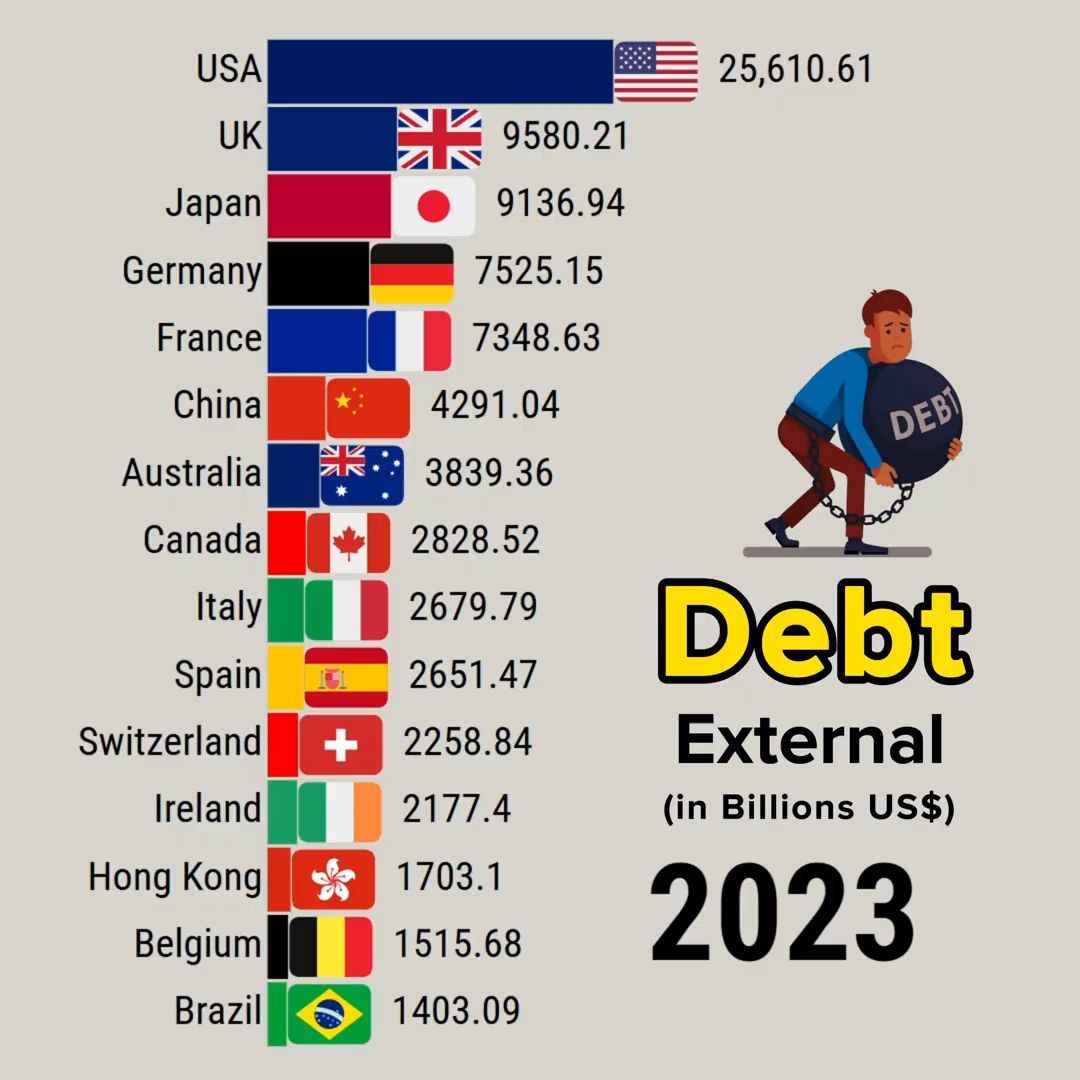 USA 25,610.61
UK 9580.21
Japan 9136.94
Germany 7525.15
France 7348.63
China 4291.04
Australia 3839.36
Canada 2828.52
Italy 2679.79
Spain 2651.47
Switzerland 2258.84
Ireland 2177.4
Hong Kong 1703.1
Belgium 1515.68
Brazil 1403.09
DEBT
Debt
External
(in Billions US$)
2023